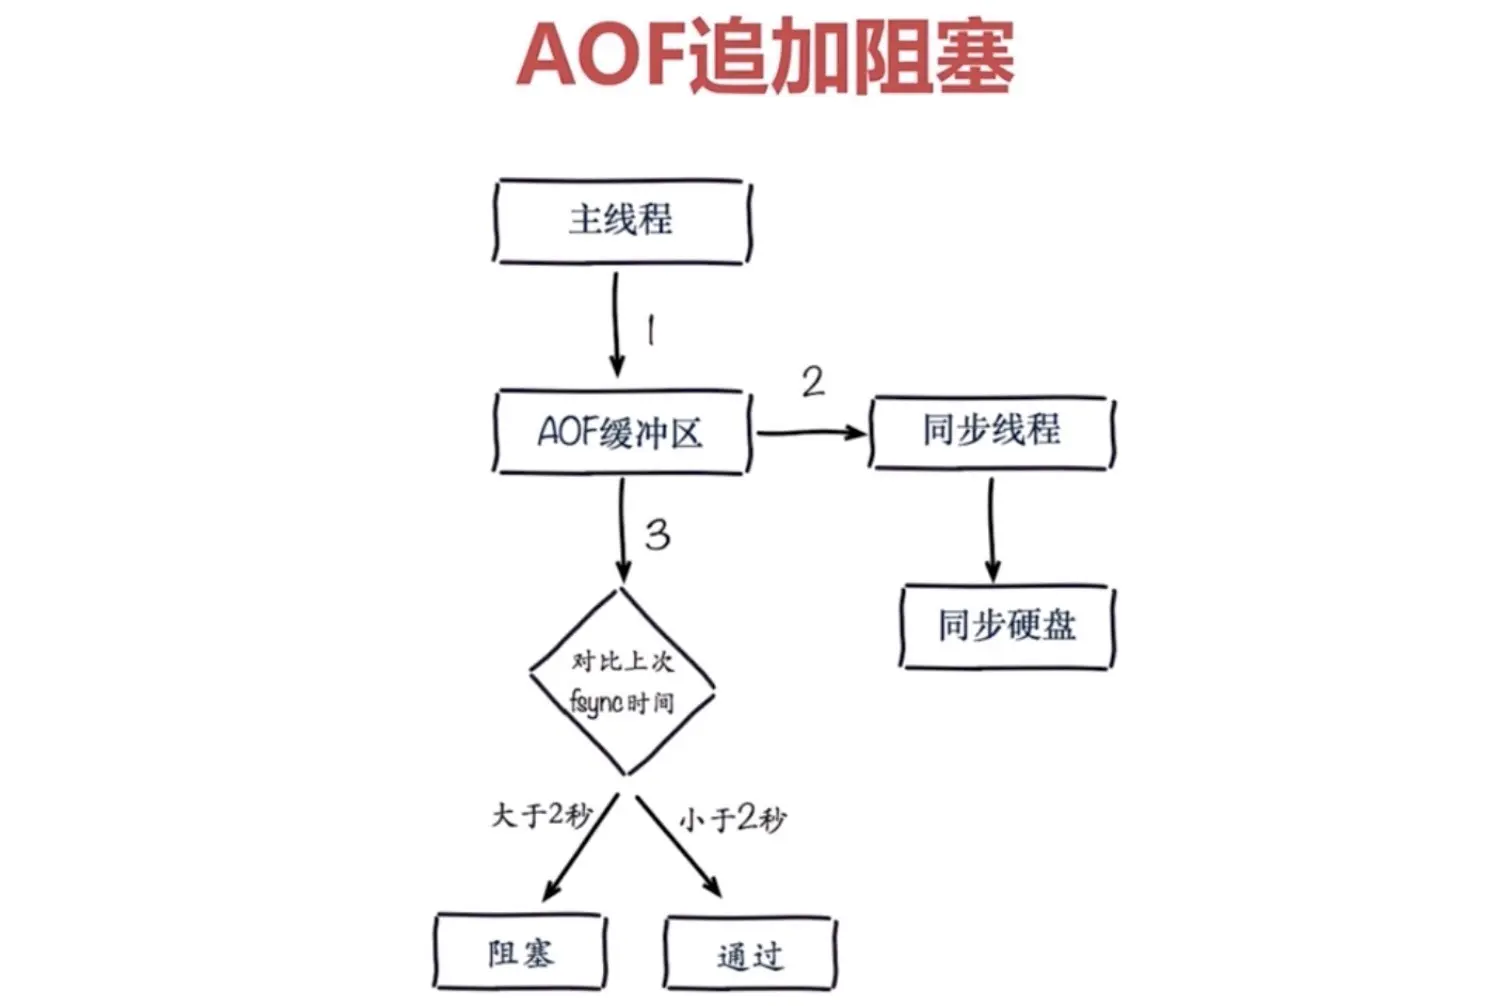 AOF追加阻塞
主线程
1
2
AOF缓冲区
同步线程
3
同步硬盘
对比上次
fsync时间
大于2秒
小于2秒
阻塞
通过